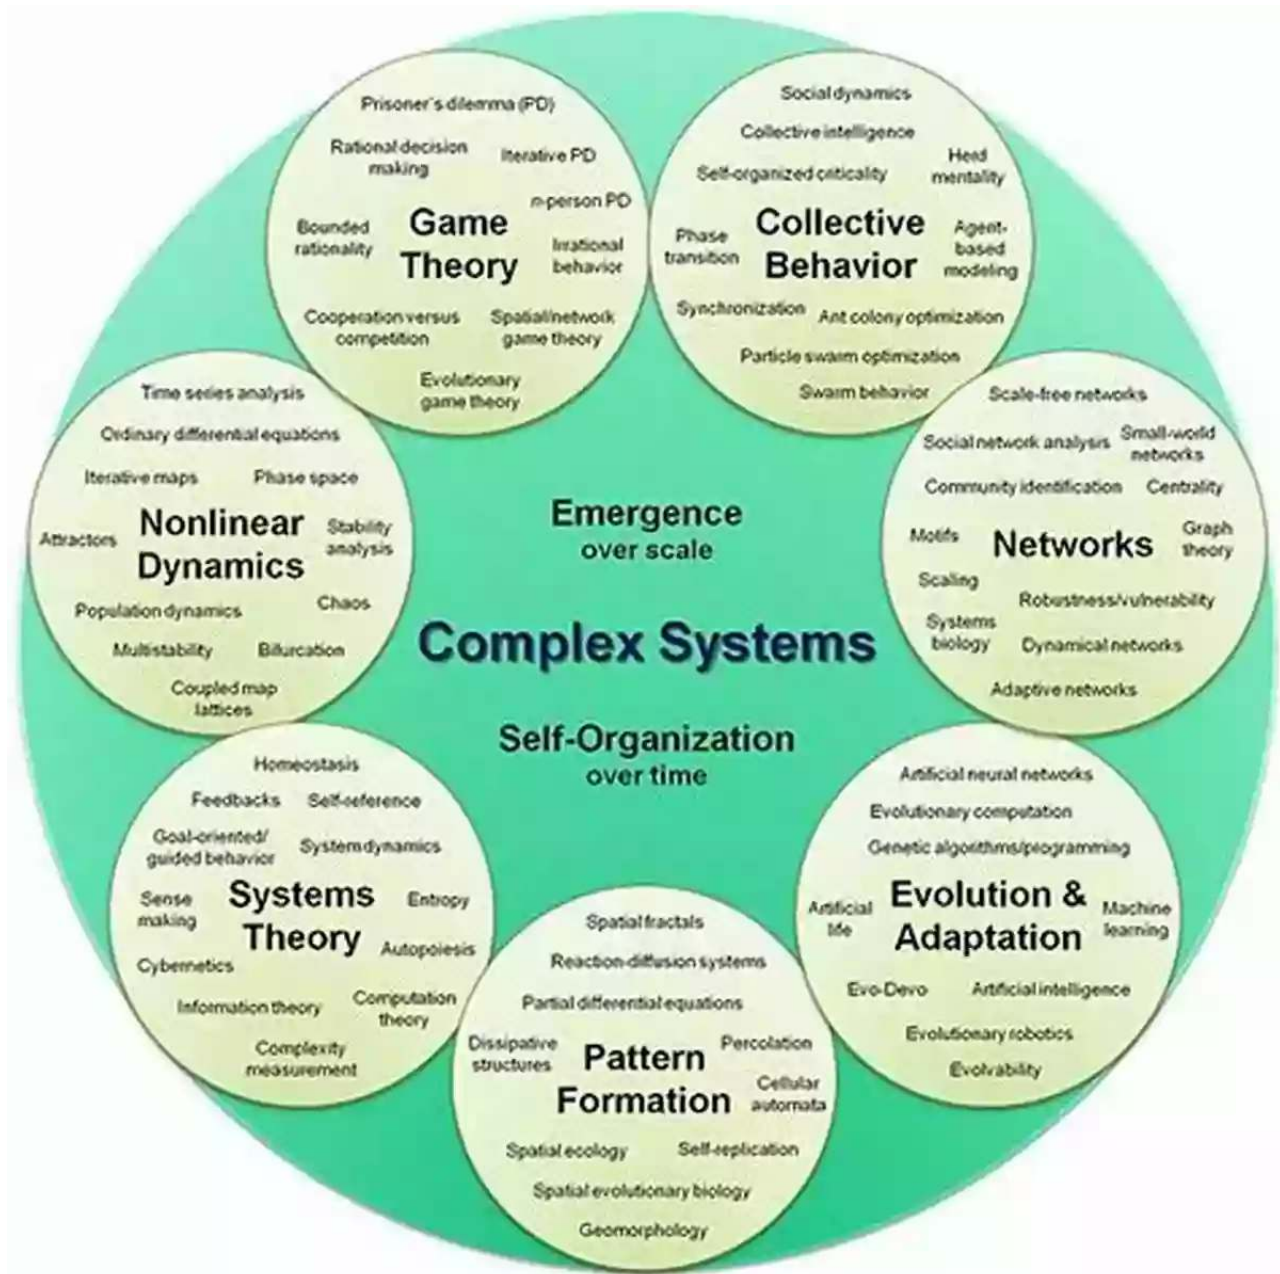 Prisoner's dilemma (PD)
Rational decision
making
Iterative PD
n-person PD
Game
Theory
Bounded
rationality
Irrational
behavior
Cooperation versus
competition
Spatial/network
game theory
Evolutionary
game theory
Social dynamics
Collective intelligence
Self-organized criticality
Herd
mentality
Collective
Behavior
Phase
transition
Agent-
based
modeling
Synchronization
Ant colony optimization
Particle swarm optimization
Swarm behavior
Time series analysis
Ordinary differential equations
Iterative maps
Phase space
Attractors
Nonlinear
Dynamics
Stability
analysis
Population dynamics
Chaos
Multistability
Bifurcation
Coupled map
lattices
Emergence
over scale
Complex Systems
Self-Organization
over time
Scale-free networks
Social network analysis
Small-world
networks
Community identification
Centrality
Motifs
Networks
Graph
theory
Scaling
Robustness/vulnerability
Systems
biology
Dynamical networks
Adaptive networks
Homeostasis
Feedbacks
Self-reference
Goal-oriented/
guided behavior
System dynamics
Sense
making
Systems
Theory
Entropy
Autopoiesis
Cybernetics
Information theory
Computation
theory
Complexity
measurement
Spatial fractals
Reaction-diffusion systems
Partial differential equations
Dissipative
structures
Pattern
Formation
Percolation
Cellular
automata
Spatial ecology
Self-replication
Spatial evolutionary biology
Geomorphology
Artificial neural networks
Evolutionary computation
Genetic algorithms/programming
Artificial
life
Evolution &
Adaptation
Machine
learning
Evo-Devo
Artificial intelligence
Evolutionary robotics
Evolvability